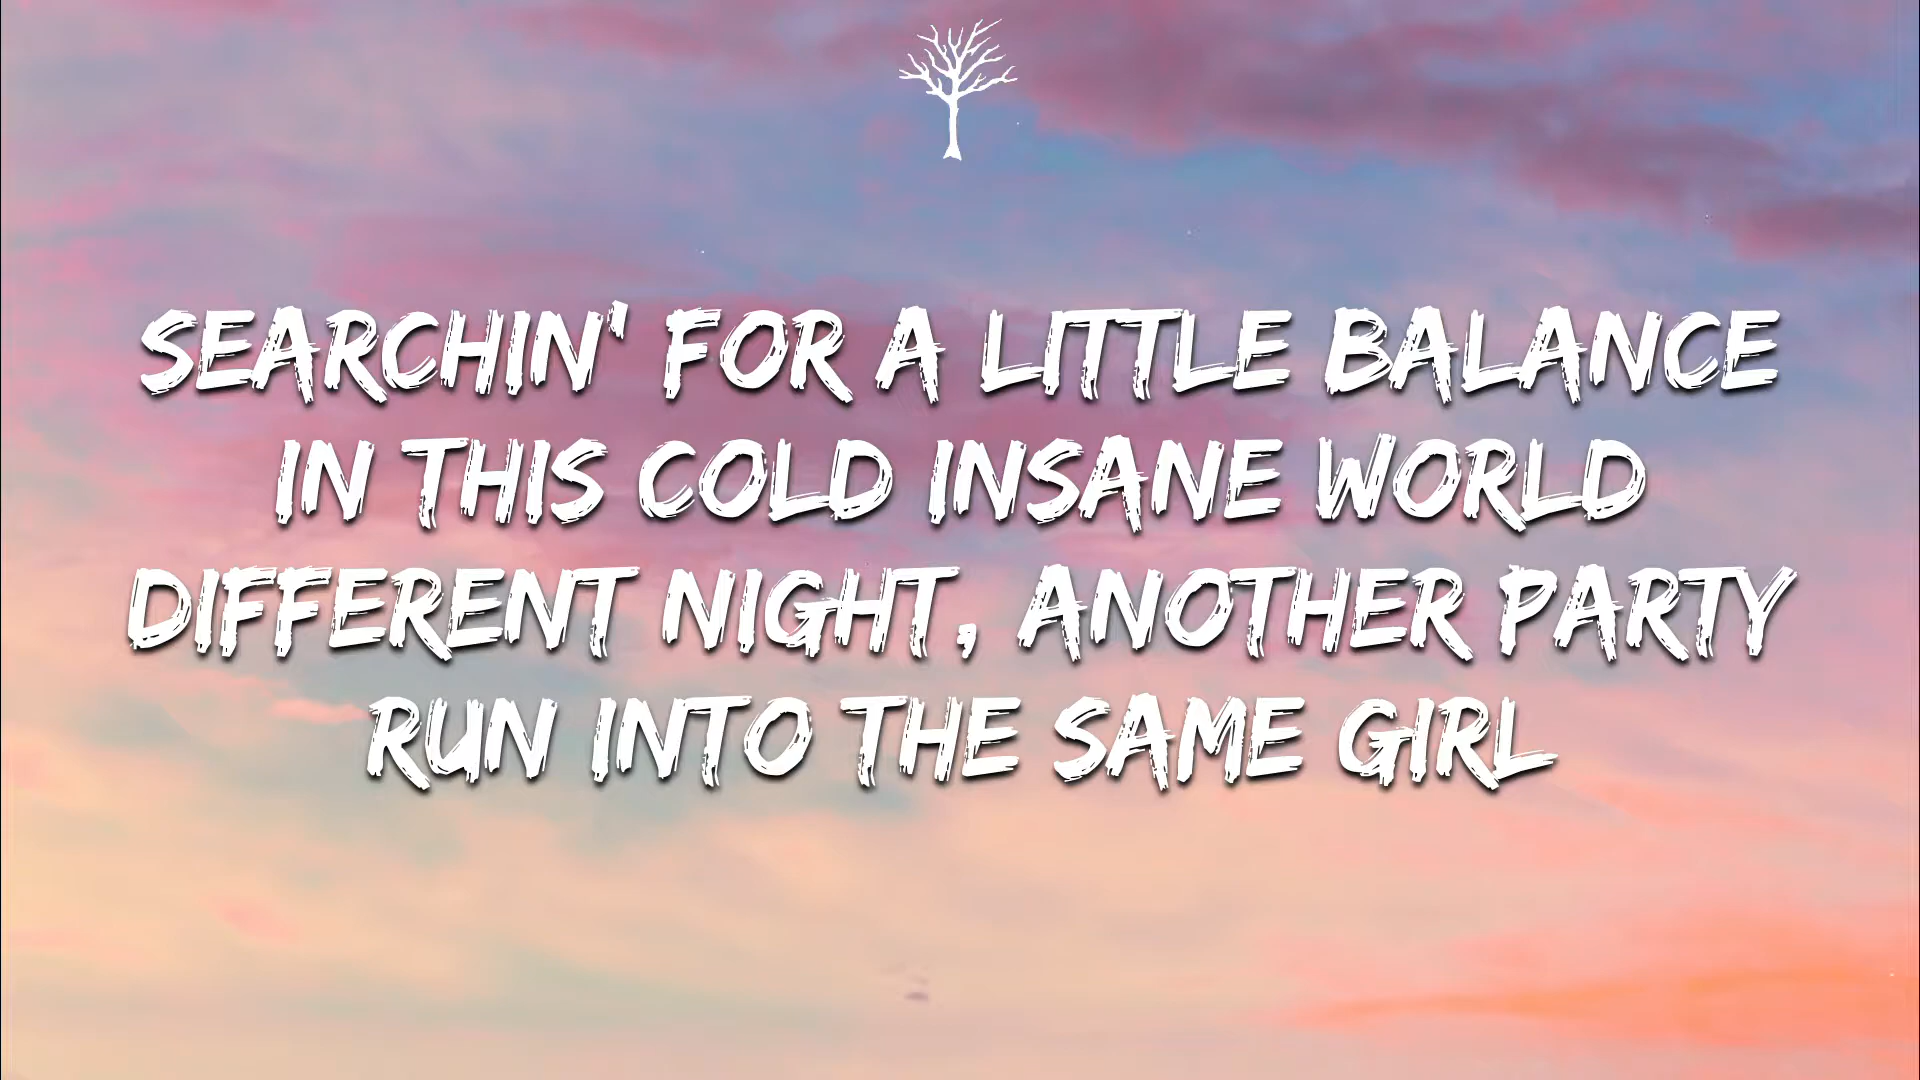 SEARCHIN' FOR A LITTLE BALANCE
IN THIS COLD INSANE WORLD
DIFFERENT NIGHT, ANOTHER PARTY
RUN INTO THE SAME GIRL